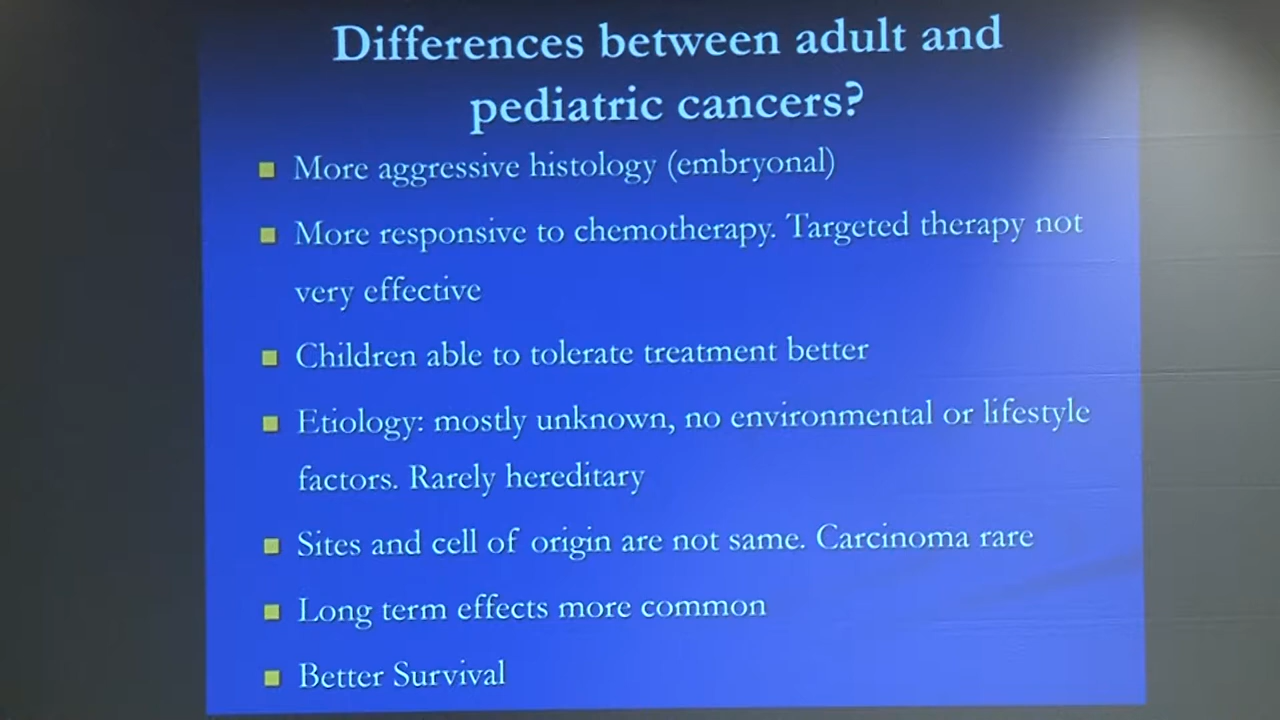 Differences between adult and
pediatric cancers?
More aggressive histology (embryonal)
More responsive to chemotherapy. Targeted therapy not
very effective
Children able to tolerate treatment better
Etiology: mostly unknown, no environmental or lifestyle
factors. Rarely hereditary
Sites and cell of origin are not same. Carcinoma rare
Long term effects more common
Better Survival